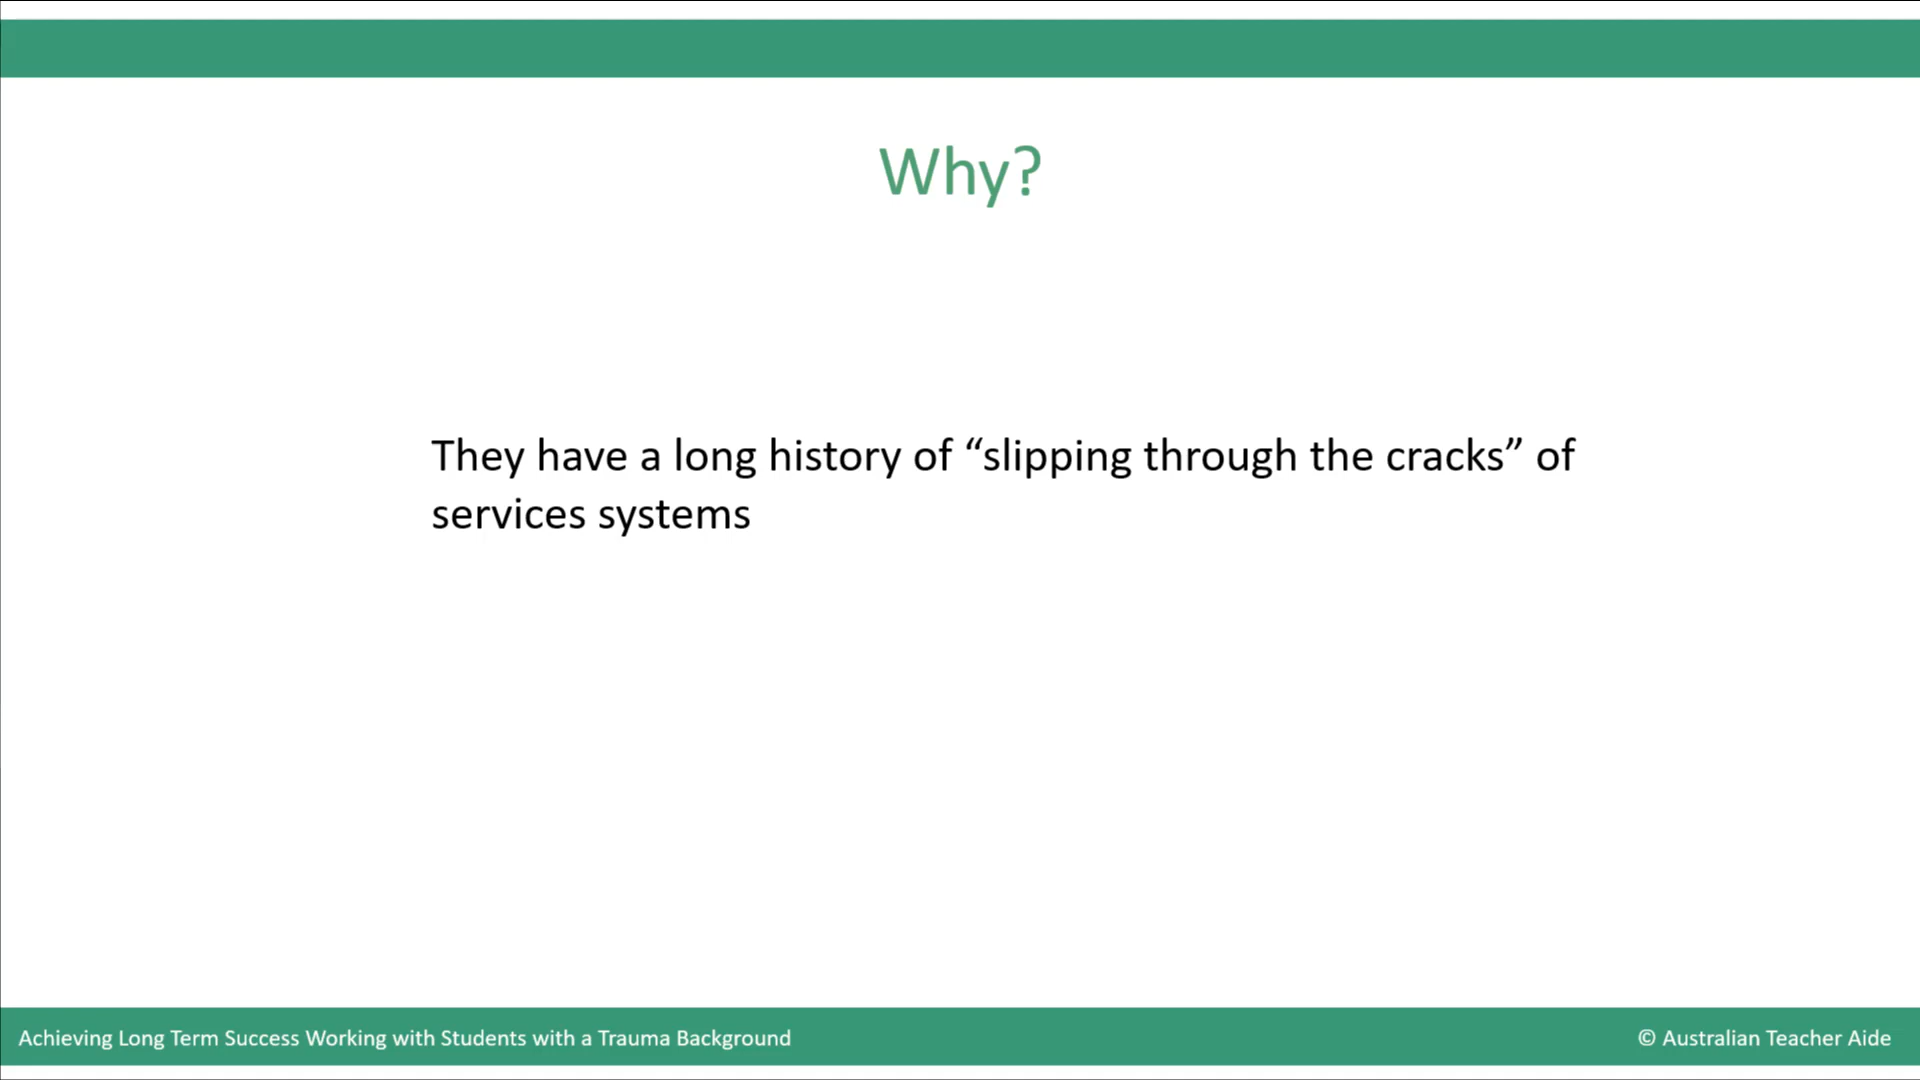 Why?
They have a long history of “slipping through the cracks” of
services systems
Achieving Long Term Success Working with Students with a Trauma Background
© Australian Teacher Aide